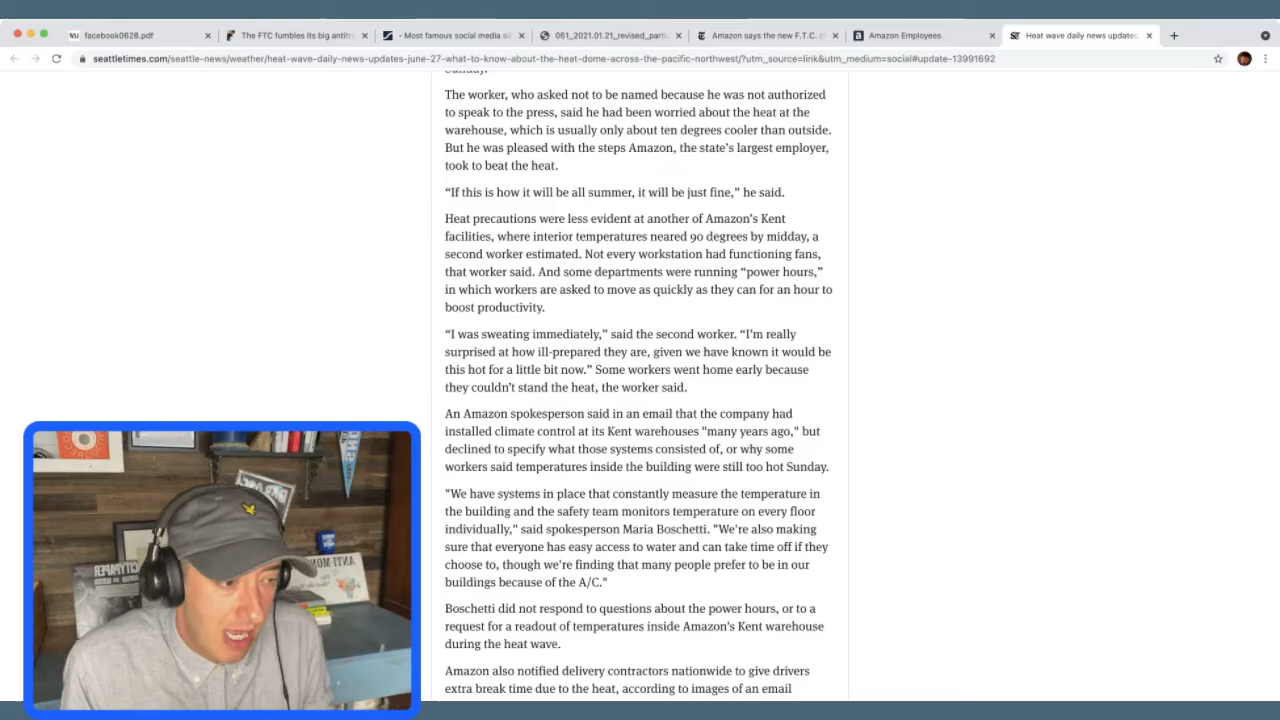 facebook0628.pdf
The FTC fumbles its big antitr
- Most famous social media sit
051_2021.01.21_revised_parti
Amazon says the new F.T.C. c
Amazon Employees
Heat wave daily news updates,
seattletimes.com/seattle-news/weather/heat-wave-daily-news-updates-june-27-what-to-know-about-the-heat-dome-across-the-pacific-northwest/?utm_source=link&utm_medium=social#update-13991692
Sunday.
The worker, who asked not to be named because he was not authorized
to speak to the press, said he had been worried about the heat at the
warehouse, which is usually only about ten degrees cooler than outside.
But he was pleased with the steps Amazon, the state’s largest employer,
took to beat the heat.
“If this is how it will be all summer, it will be just fine,” he said.
Heat precautions were less evident at another of Amazon’s Kent
facilities, where interior temperatures neared 90 degrees by midday, a
second worker estimated. Not every workstation had functioning fans,
that worker said. And some departments were running “power hours,”
in which workers are asked to move as quickly as they can for an hour to
boost productivity.
“I was sweating immediately,” said the second worker. “I’m really
surprised at how ill-prepared they are, given we have known it would be
this hot for a little bit now.” Some workers went home early because
they couldn’t stand the heat, the worker said.
An Amazon spokesperson said in an email that the company had
installed climate control at its Kent warehouses "many years ago," but
declined to specify what those systems consisted of, or why some
workers said temperatures inside the building were still too hot Sunday.
"We have systems in place that constantly measure the temperature in
the building and the safety team monitors temperature on every floor
individually," said spokesperson Maria Boschetti. "We're also making
sure that everyone has easy access to water and can take time off if they
choose to, though we're finding that many people prefer to be in our
buildings because of the A/C."
Boschetti did not respond to questions about the power hours, or to a
request for a readout of temperatures inside Amazon's Kent warehouse
during the heat wave.
Amazon also notified delivery contractors nationwide to give drivers
extra break time due to the heat, according to images of an email
CITYPAPER
ANTI-MON